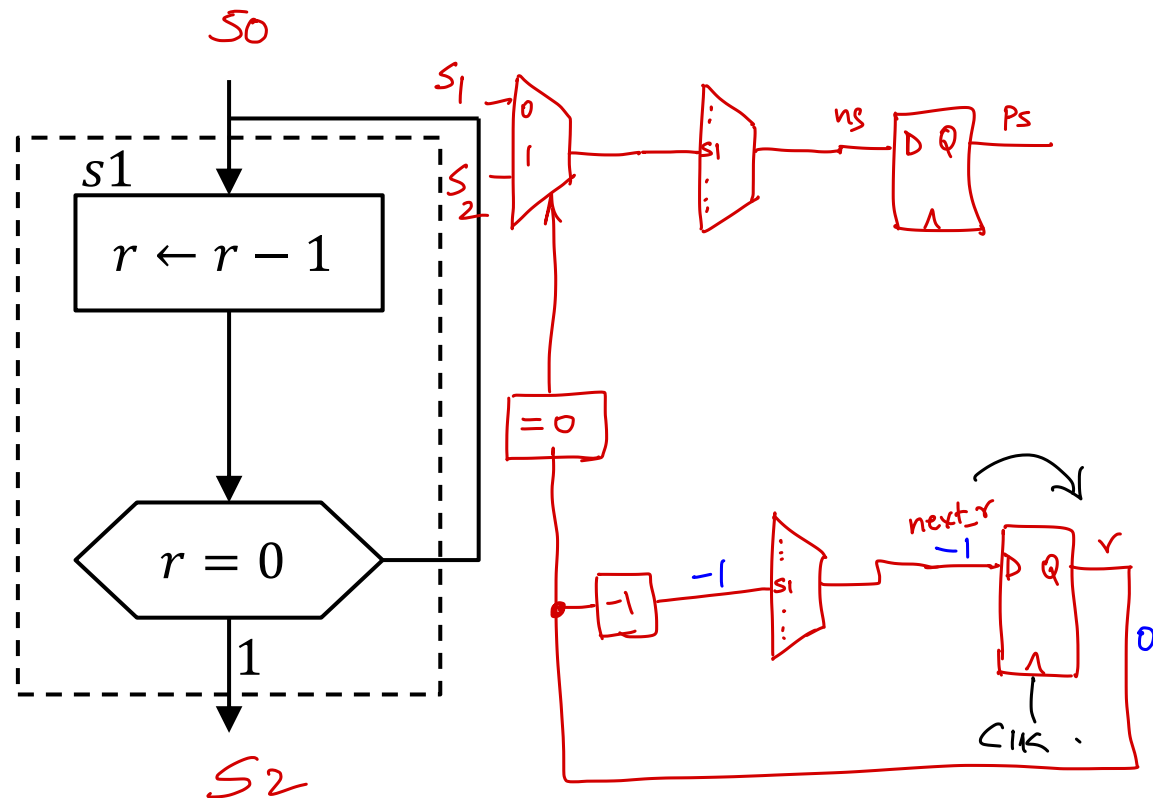 S0
s1
r ← r − 1
r = 0
1
S2
S1
0
1
S2
S1
ns
D Q
Ps
= 0
-1
-1
S1
next_r
-1
D Q
r
0
Clk